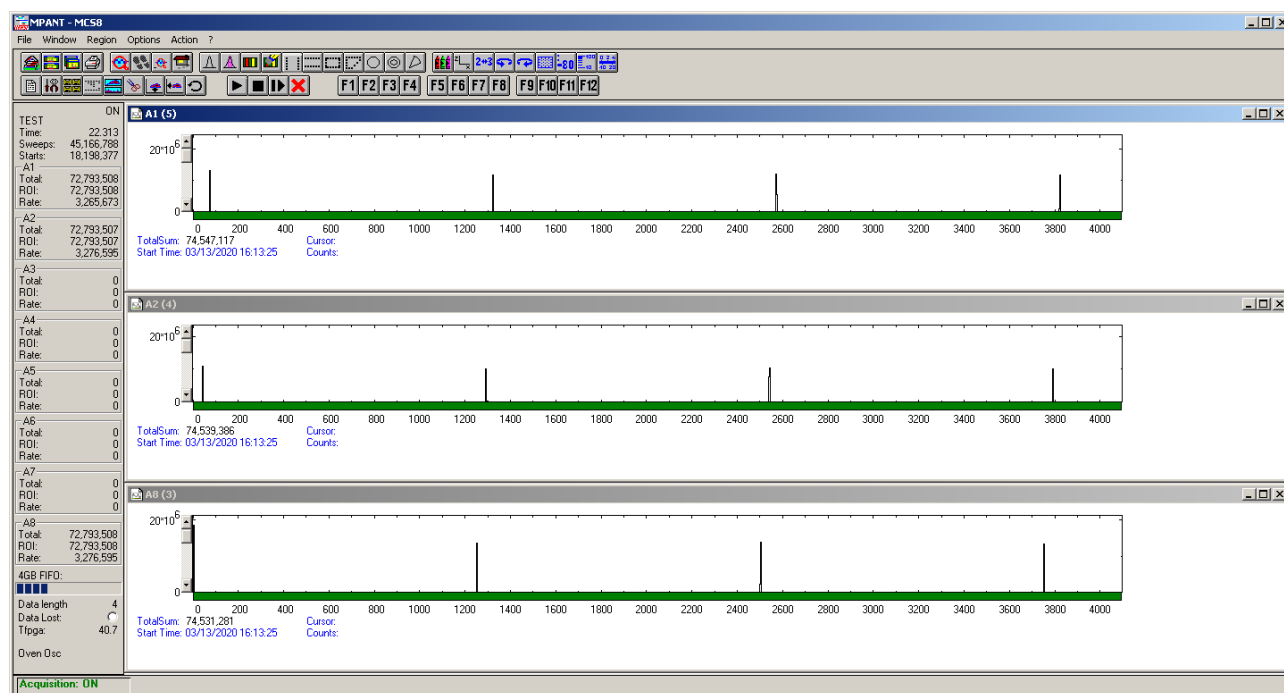 MPANT - MCS8
File Window Region Options Action ?
2↔3 80 100 10 0 2 4 40 20
F1 F2 F3 F4 F5 F6 F7 F8 F9 F10 F11 F12
ON
TEST
Time: 22.313
Sweeps: 45,166,788
Starts: 18,198,377
A1
Total: 72,793,508
ROI: 72,793,508
Rate: 3,265,673
A2
Total: 72,793,507
ROI: 72,793,507
Rate: 3,276,595
A3
Total: 0
ROI: 0
Rate: 0
A4
Total: 0
ROI: 0
Rate: 0
A5
Total: 0
ROI: 0
Rate: 0
A6
Total: 0
ROI: 0
Rate: 0
A7
Total: 0
ROI: 0
Rate: 0
A8
Total: 72,793,508
ROI: 72,793,508
Rate: 3,276,595
4GB FIFO:
Data length 4
Data Lost:
Tfpga: 40.7
Oven Osc
A1 (5)
20*10^6
0
0 200 400 600 800 1000 1200 1400 1600 1800 2000 2200 2400 2600 2800 3000 3200 3400 3600 3800 4000
TotalSum: 74,547,117 Cursor:
Start Time: 03/13/2020 16:13:25 Counts:
A2 (4)
20*10^6
0
0 200 400 600 800 1000 1200 1400 1600 1800 2000 2200 2400 2600 2800 3000 3200 3400 3600 3800 4000
TotalSum: 74,539,386 Cursor:
Start Time: 03/13/2020 16:13:25 Counts:
A8 (3)
20*10^6
0
0 200 400 600 800 1000 1200 1400 1600 1800 2000 2200 2400 2600 2800 3000 3200 3400 3600 3800 4000
TotalSum: 74,531,281 Cursor:
Start Time: 03/13/2020 16:13:25 Counts:
Acquisition: ON